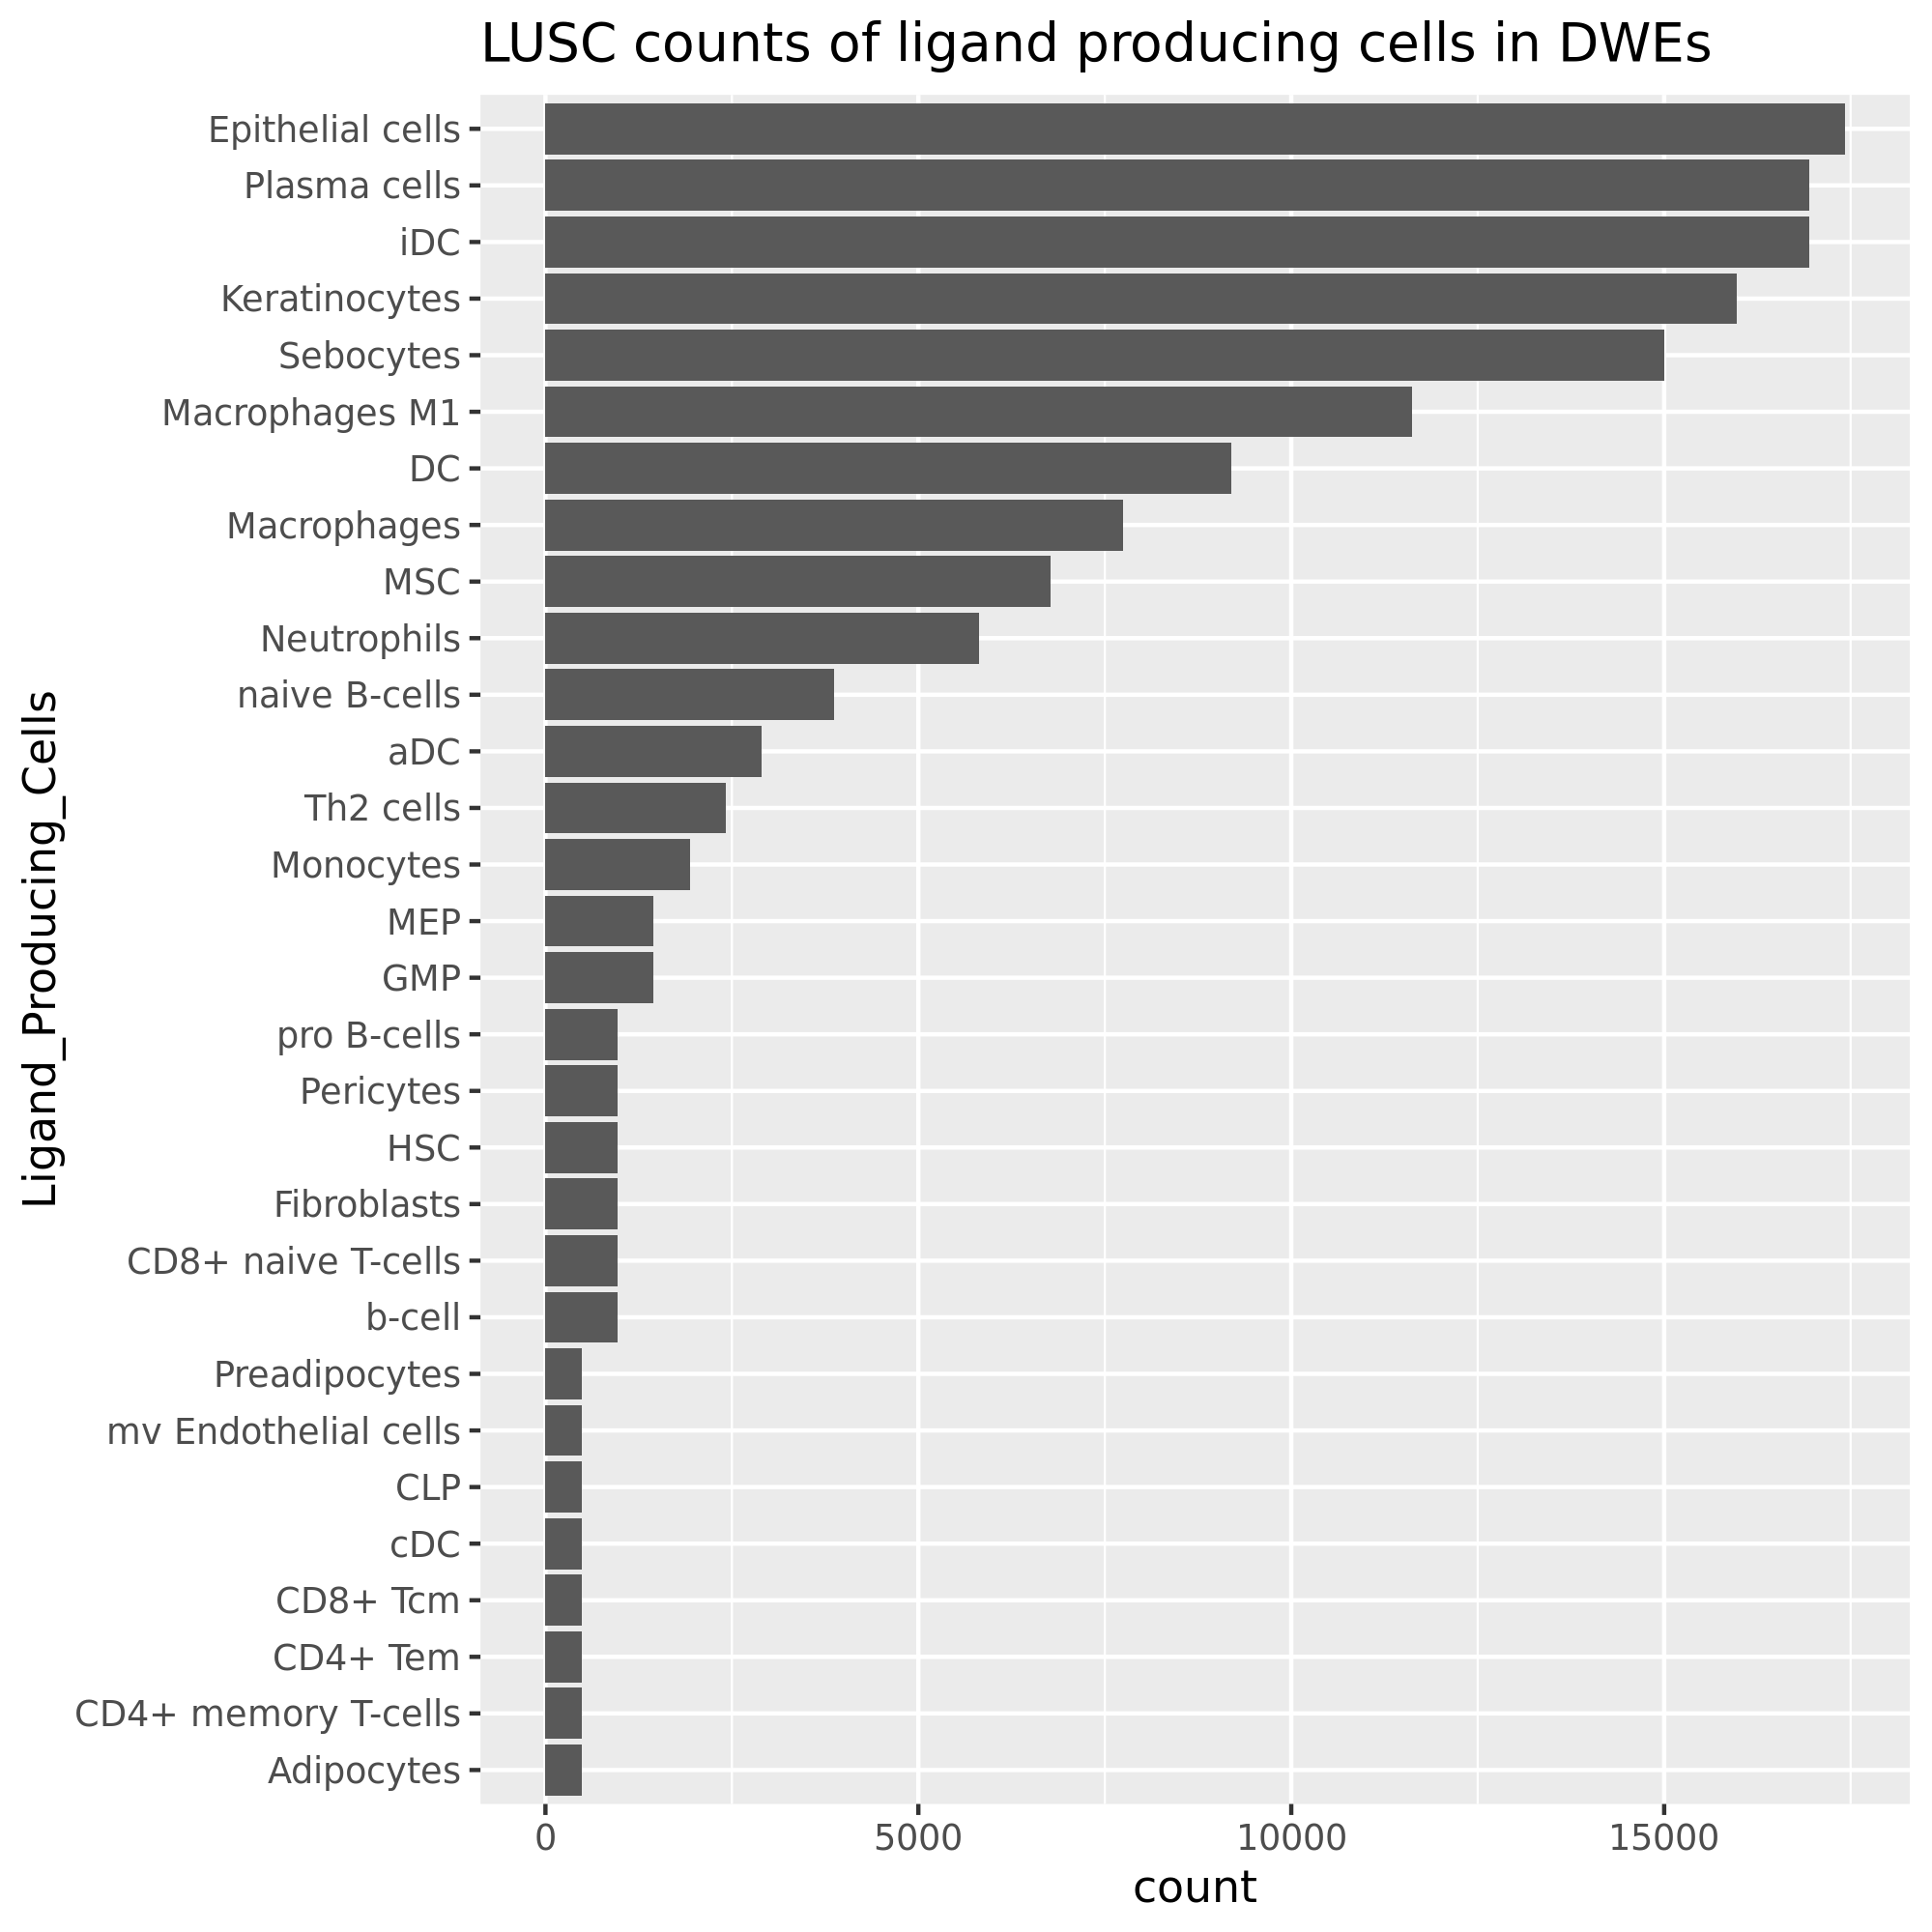 LUSC counts of ligand producing cells in DWEs
Ligand_Producing_Cells
Epithelial cells
Plasma cells
iDC
Keratinocytes
Sebocytes
Macrophages M1
DC
Macrophages
MSC
Neutrophils
naive B-cells
aDC
Th2 cells
Monocytes
MEP
GMP
pro B-cells
Pericytes
HSC
Fibroblasts
CD8+ naive T-cells
b-cell
Preadipocytes
mv Endothelial cells
CLP
cDC
CD8+ Tcm
CD4+ Tem
CD4+ memory T-cells
Adipocytes
0 5000 10000 15000
count